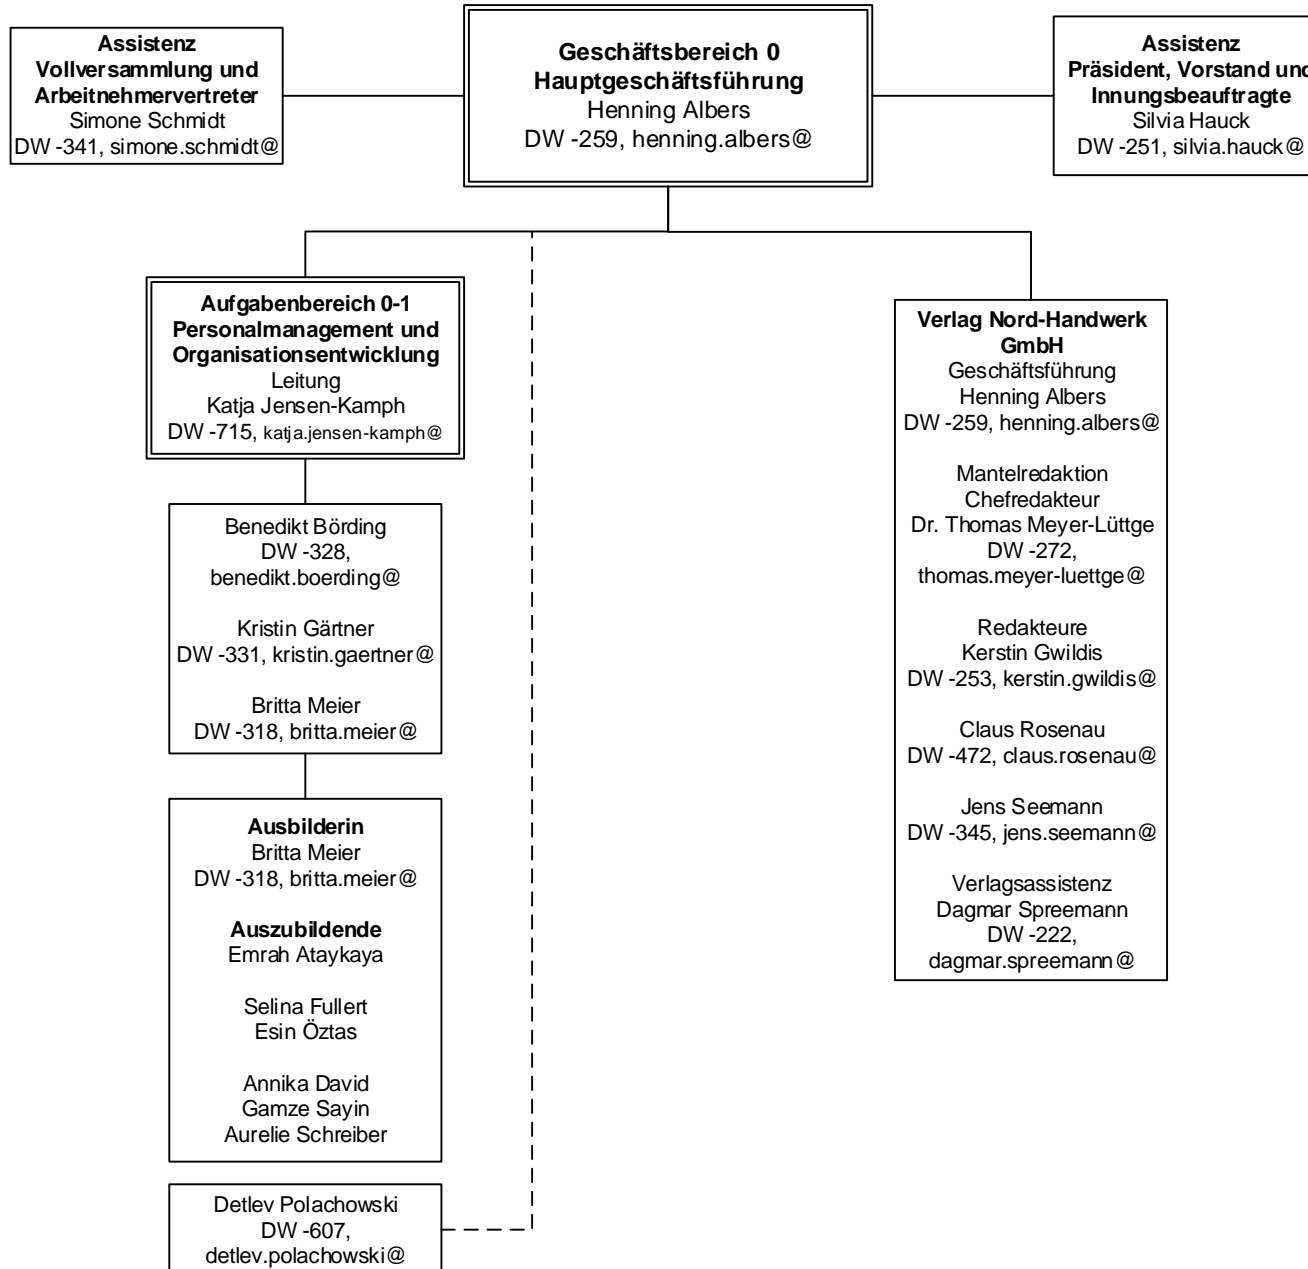 Assistenz
Vollversammlung und
Arbeitnehmervertreter
Simone Schmidt
DW -341, simone.schmidt@
Geschäftsbereich 0
Hauptgeschäftsführung
Henning Albers
DW -259, henning.albers@
Assistenz
Präsident, Vorstand und
Innungsbeauftragte
Silvia Hauck
DW -251, silvia.hauck@
Aufgabenbereich 0-1
Personalmanagement und
Organisationsentwicklung
Leitung
Katja Jensen-Kamph
DW -715, katja.jensen-kamph@
Benedikt Börding
DW -328,
benedikt.boerding@
Kristin Gärtner
DW -331, kristin.gaertner@
Britta Meier
DW -318, britta.meier@
Ausbilderin
Britta Meier
DW -318, britta.meier@
Auszubildende
Emrah Ataykaya
Selina Fullert
Esin Öztas
Annika David
Gamze Sayin
Aurelie Schreiber
Detlev Polachowski
DW -607,
detlev.polachowski@
Verlag Nord-Handwerk
GmbH
Geschäftsführung
Henning Albers
DW -259, henning.albers@
Mantelredaktion
Chefredakteur
Dr. Thomas Meyer-Lüttge
DW -272,
thomas.meyer-luettge@
Redakteure
Kerstin Gwildis
DW -253, kerstin.gwildis@
Claus Rosenau
DW -472, claus.rosenau@
Jens Seemann
DW -345, jens.seemann@
Verlagsassistenz
Dagmar Spreemann
DW -222,
dagmar.spreemann@